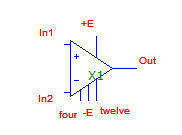 +E
In1
Out
+
X1
-
In2
four -E twelve